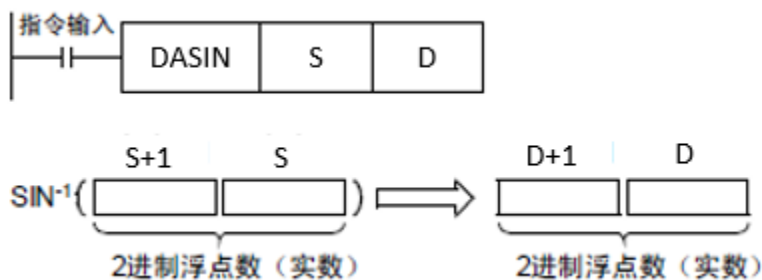 指令输入
DASIN S D
S+1 S D+1 D
SIN-1( ) 
2进制浮点数（实数） 2进制浮点数（实数）